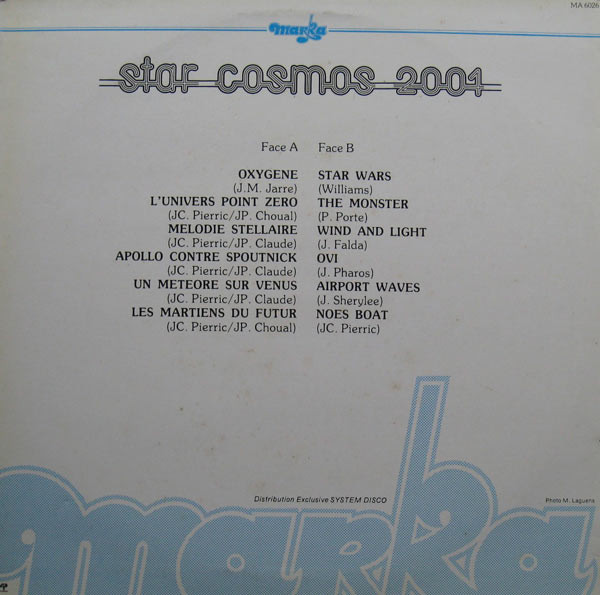 MA 6026
marka
star cosmos 2001
Face A
OXYGENE
(J.M. Jarre)
L'UNIVERS POINT ZERO
(JC. Pierric/JP. Choual)
MELODIE STELLAIRE
(JC. Pierric/JP. Claude)
APOLLO CONTRE SPOUTNICK
(JC. Pierric/JP. Claude)
UN METEORE SUR VENUS
(JC. Pierric/JP. Claude)
LES MARTIENS DU FUTUR
(JC. Pierric/JP. Choual)
Face B
STAR WARS
(Williams)
THE MONSTER
(P. Porte)
WIND AND LIGHT
(J. Falda)
OVI
(J. Pharos)
AIRPORT WAVES
(J. Sherylee)
NOES BOAT
(JC. Pierric)
Distribution Exclusive SYSTEM DISCO
Photo M. Laguens
marka